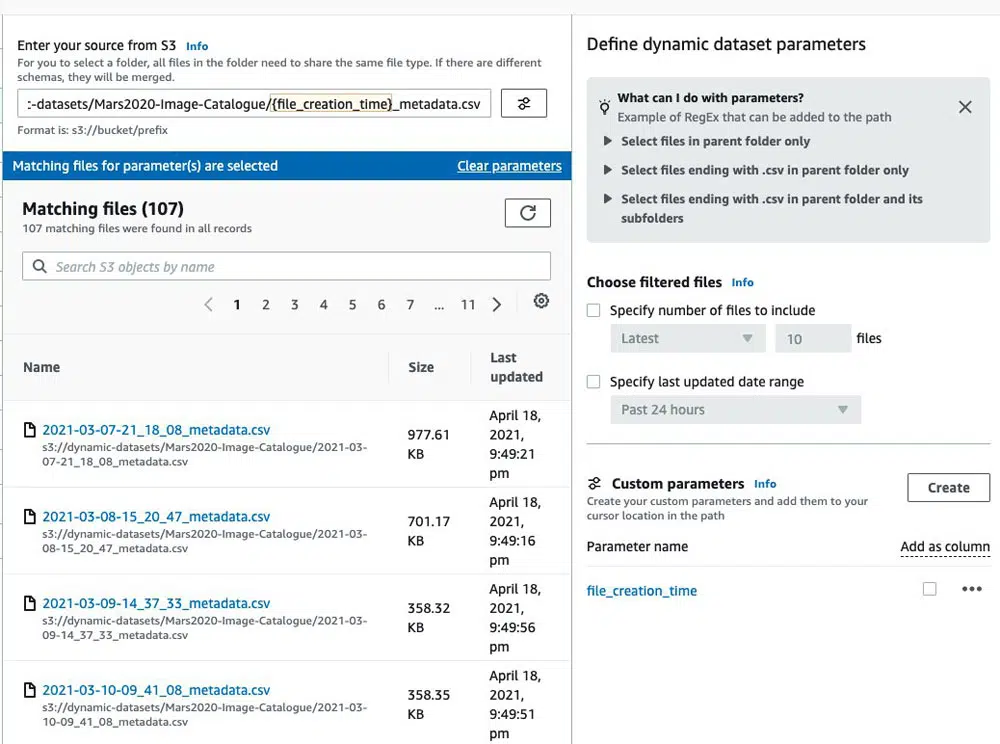 Enter your source from S3 Info
For you to select a folder, all files in the folder need to share the same file type. If there are different
schemas, they will be merged.
:-datasets/Mars2020-Image-Catalogue/{file_creation_time}_metadata.csv
Format is: s3://bucket/prefix
Matching files for parameter(s) are selected Clear parameters
Matching files (107)
107 matching files were found in all records
Search S3 objects by name
1 2 3 4 5 6 7 ... 11
Name Size Last
updated
2021-03-07-21_18_08_metadata.csv
s3://dynamic-datasets/Mars2020-Image-Catalogue/2021-03-
07-21_18_08_metadata.csv
977.61
KB
April 18,
2021,
9:49:21
pm
2021-03-08-15_20_47_metadata.csv
s3://dynamic-datasets/Mars2020-Image-Catalogue/2021-03-
08-15_20_47_metadata.csv
701.17
KB
April 18,
2021,
9:49:16
pm
2021-03-09-14_37_33_metadata.csv
s3://dynamic-datasets/Mars2020-Image-Catalogue/2021-03-
09-14_37_33_metadata.csv
358.32
KB
April 18,
2021,
9:49:56
pm
2021-03-10-09_41_08_metadata.csv
s3://dynamic-datasets/Mars2020-Image-Catalogue/2021-03-
10-09_41_08_metadata.csv
358.35
KB
April 18,
2021,
9:49:51
pm
Define dynamic dataset parameters
What can I do with parameters?
Example of RegEx that can be added to the path
Select files in parent folder only
Select files ending with .csv in parent folder only
Select files ending with .csv in parent folder and its
subfolders
Choose filtered files Info
Specify number of files to include
Latest 10 files
Specify last updated date range
Past 24 hours
Custom parameters Info
Create your custom parameters and add them to your
cursor location in the path
Create
Parameter name Add as column
file_creation_time